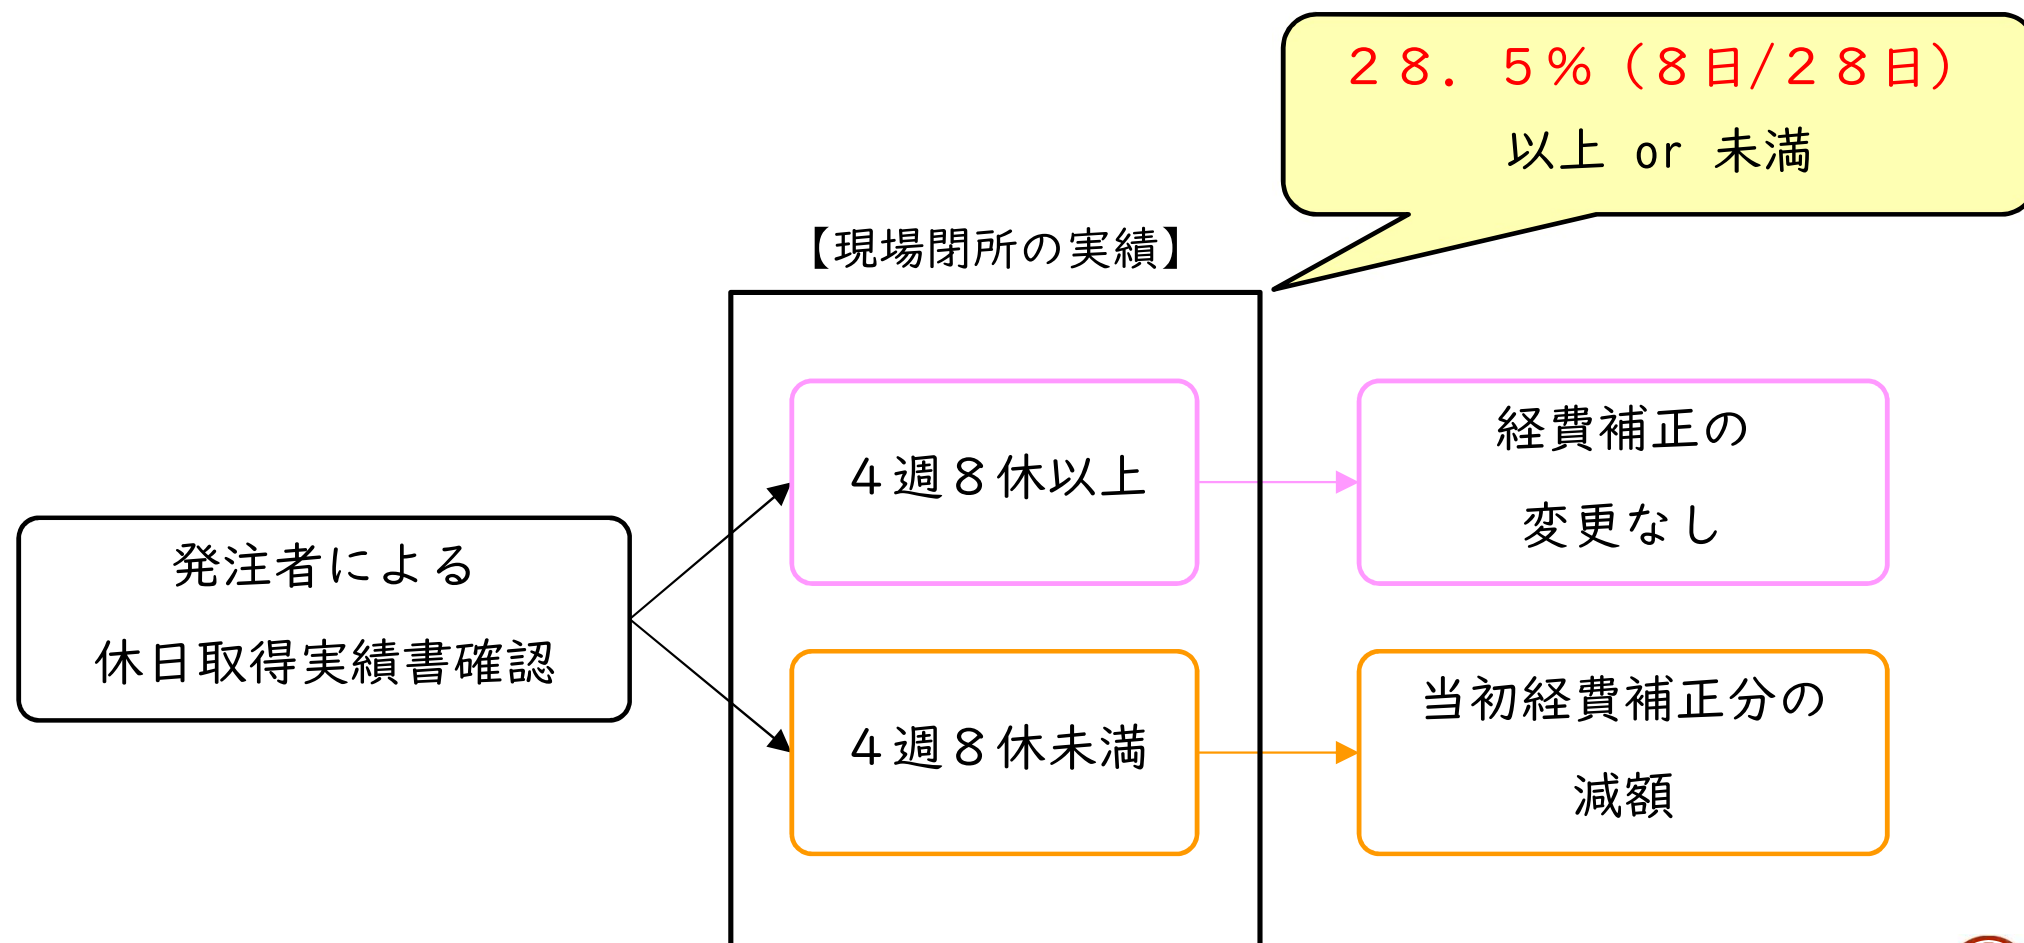 ２８．５％（８日/２８日）
以上 or 未満
【現場閉所の実績】
４週８休以上
経費補正の
変更なし
発注者による
休日取得実績書確認
４週８休未満
当初経費補正分の
減額